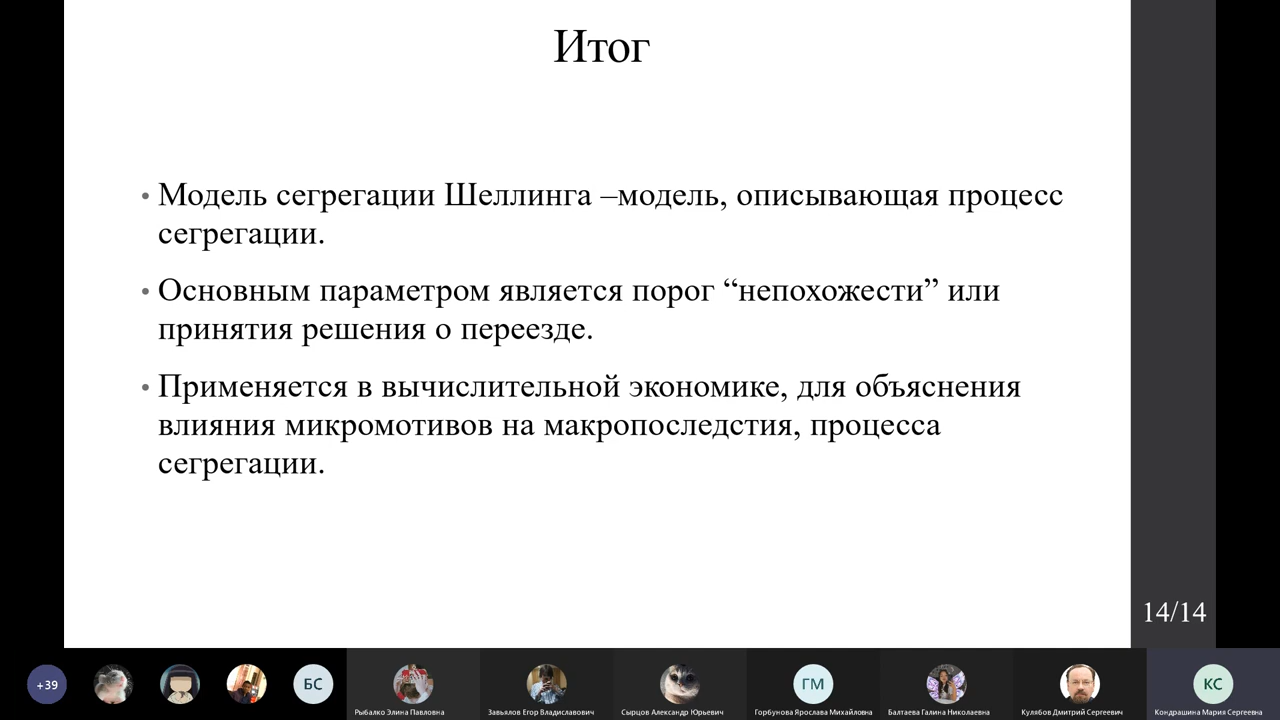 Итог
• Модель сегрегации Шеллинга –модель, описывающая процесс
сегрегации.
• Основным параметром является порог “непохожести” или
принятия решения о переезде.
• Применяется в вычислительной экономике, для объяснения
влияния микромотивов на макропоследстия, процесса
сегрегации.
14/14
+39
БС
ГМ
КС
Рыбалко Элина Павловна
Завьялов Егор Владиславович
Сырцов Александр Юрьевич
Горбунова Ярослава Михайловна
Балтаева Галина Николаевна
Кулябов Дмитрий Сергеевич
Кондрашина Мария Сергеевна